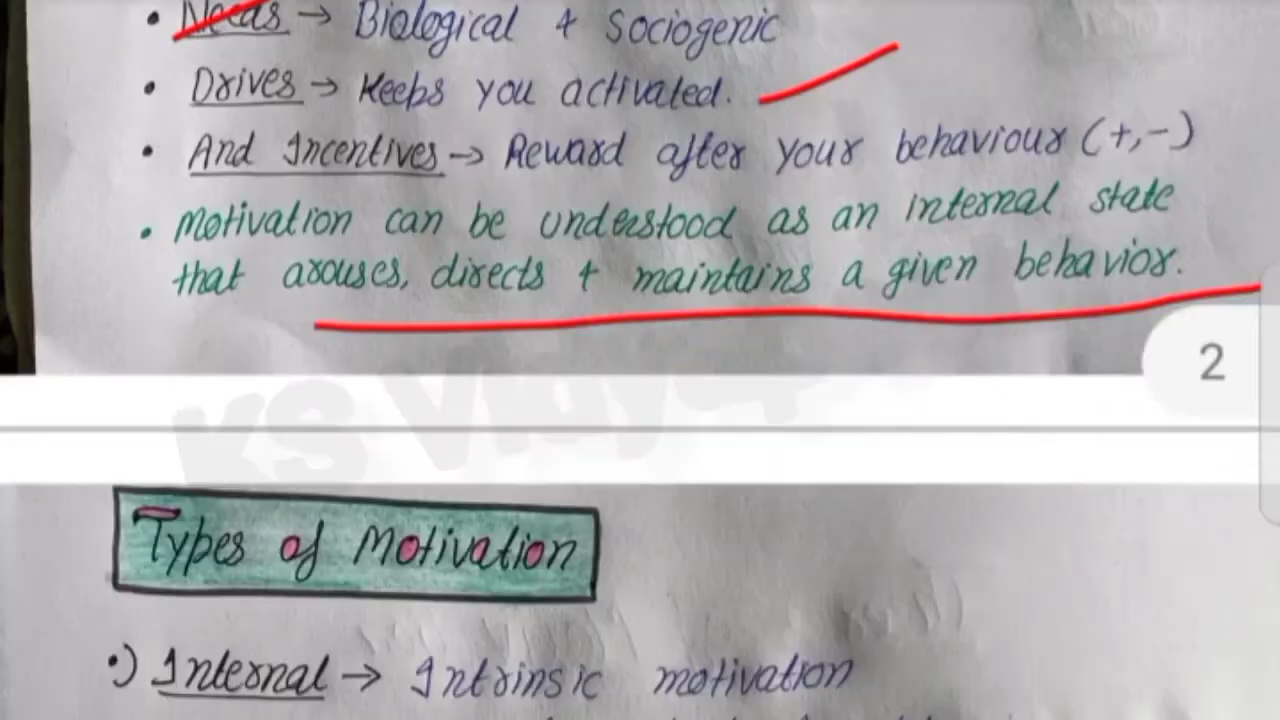 • Needs → Biological & Sociogenic
• Drives → Keeps you activated.
• And Incentives → Reward after your behaviour (+,-)
• Motivation can be understood as an internal state
that arouses, directs & maintains a given behavior.
2
KS
Types of Motivation
•) Internal → Intrinsic motivation